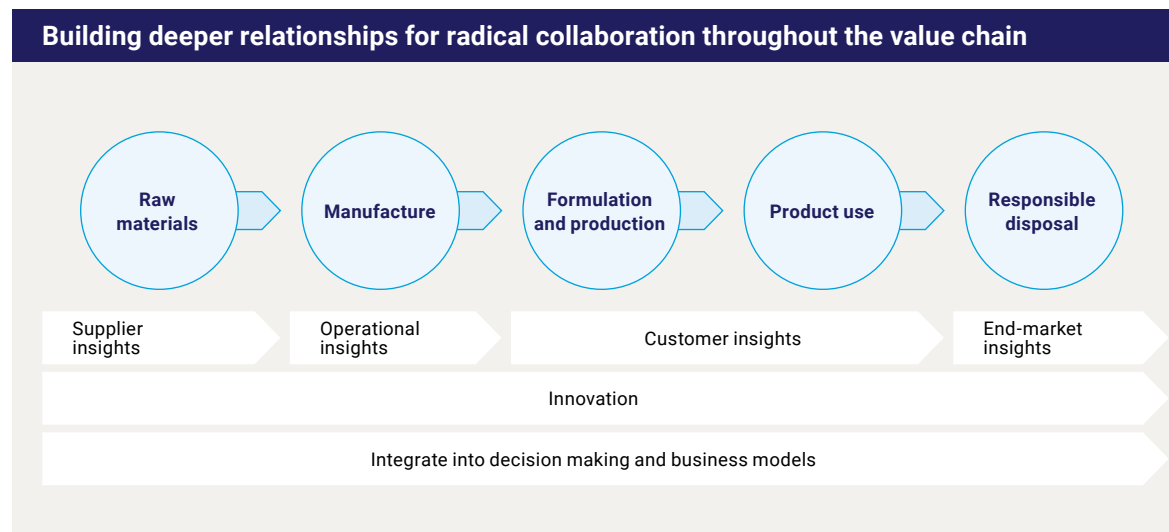 Building deeper relationships for radical collaboration throughout the value chain
Raw
materials
Manufacture
Formulation
and production
Product use
Responsible
disposal
Supplier
insights
Operational
insights
Customer insights
End-market
insights
Innovation
Integrate into decision making and business models